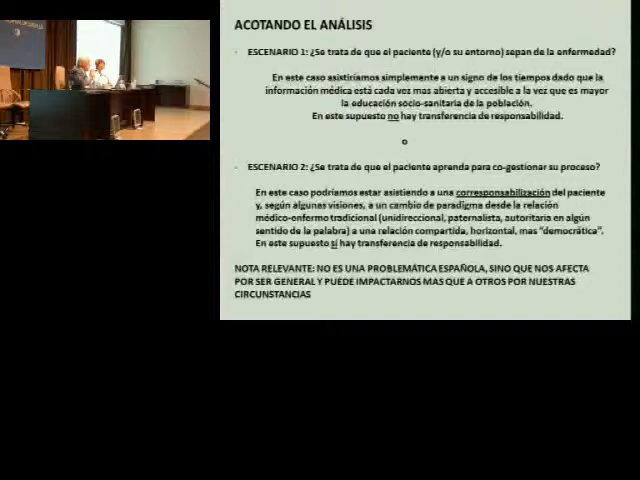 ACOTANDO EL ANÁLISIS
- ESCENARIO 1: ¿Se trata de que el paciente (y/o su entorno) sepan de la enfermedad?
En este caso asistiríamos simplemente a un signo de los tiempos dado que la
información médica está cada vez mas abierta y accesible a la vez que es mayor
la educación socio-sanitaria de la población.
En este supuesto no hay transferencia de responsabilidad.
o
- ESCENARIO 2: ¿Se trata de que el paciente aprenda para co-gestionar su proceso?
En este caso podríamos estar asistiendo a una corresponsabilización del paciente
y, según algunas visiones, a un cambio de paradigma desde la relación
médico-enfermo tradicional (unidireccional, paternalista, autoritaria en algún
sentido de la palabra) a una relación compartida, horizontal, mas "democrática".
En este supuesto sí hay transferencia de responsabilidad.
NOTA RELEVANTE: NO ES UNA PROBLEMÁTICA ESPAÑOLA, SINO QUE NOS AFECTA
POR SER GENERAL Y PUEDE IMPACTARNOS MAS QUE A OTROS POR NUESTRAS
CIRCUNSTANCIAS